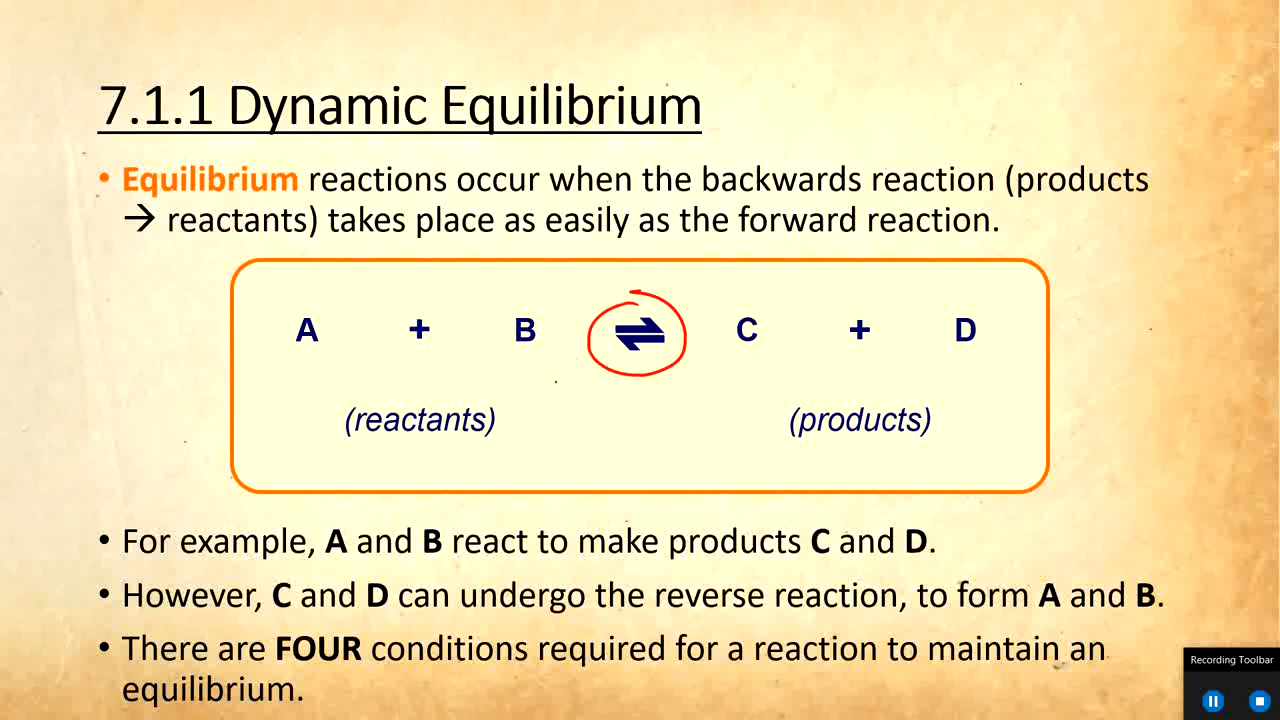 7.1.1 Dynamic Equilibrium
• Equilibrium reactions occur when the backwards reaction (products
→ reactants) takes place as easily as the forward reaction.
A + B ⇌ C + D
(reactants) (products)
• For example, A and B react to make products C and D.
• However, C and D can undergo the reverse reaction, to form A and B.
• There are FOUR conditions required for a reaction to maintain an
equilibrium.
Recording Toolbar